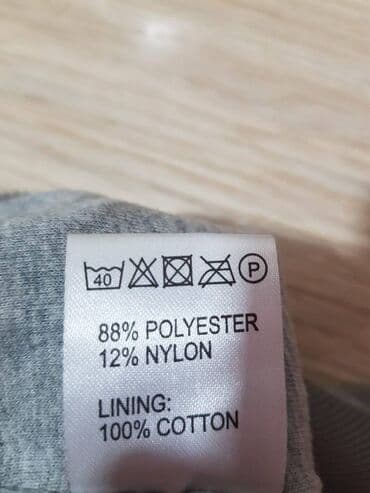 40 P
88% POLYESTER
12% NYLON
LINING:
100% COTTON